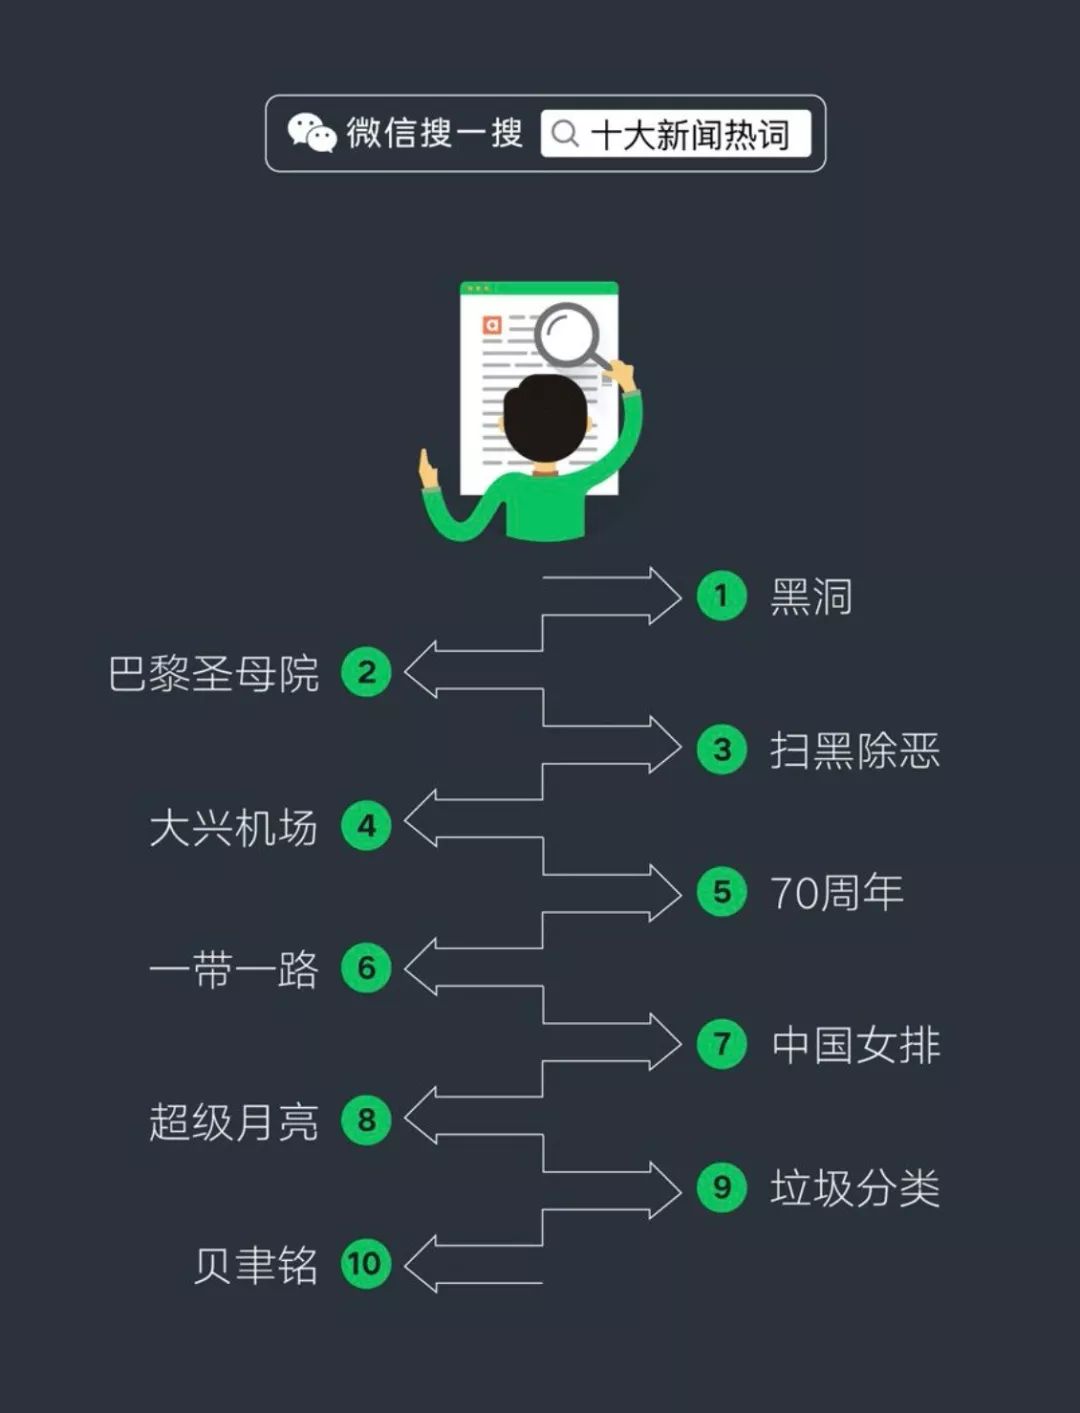 微信搜一搜 十大新闻热词
a
1 黑洞
巴黎圣母院 2
3 扫黑除恶
大兴机场 4
5 70周年
一带一路 6
7 中国女排
超级月亮 8
9 垃圾分类
贝聿铭 10